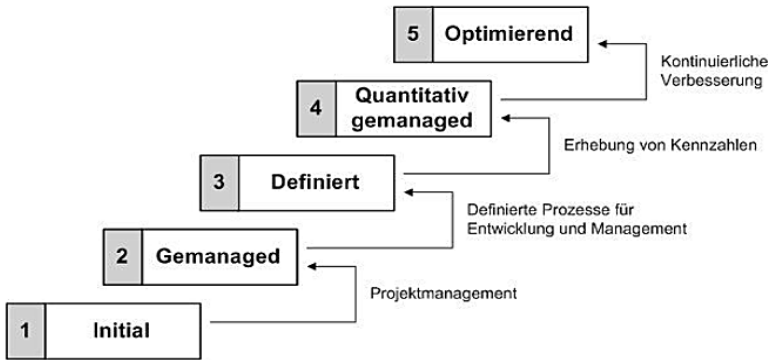 5 Optimierend
Kontinuierliche
Verbesserung
4 Quantitativ
gemanaged
Erhebung von Kennzahlen
3 Definiert
Definierte Prozesse für
Entwicklung und Management
2 Gemanaged
Projektmanagement
1 Initial